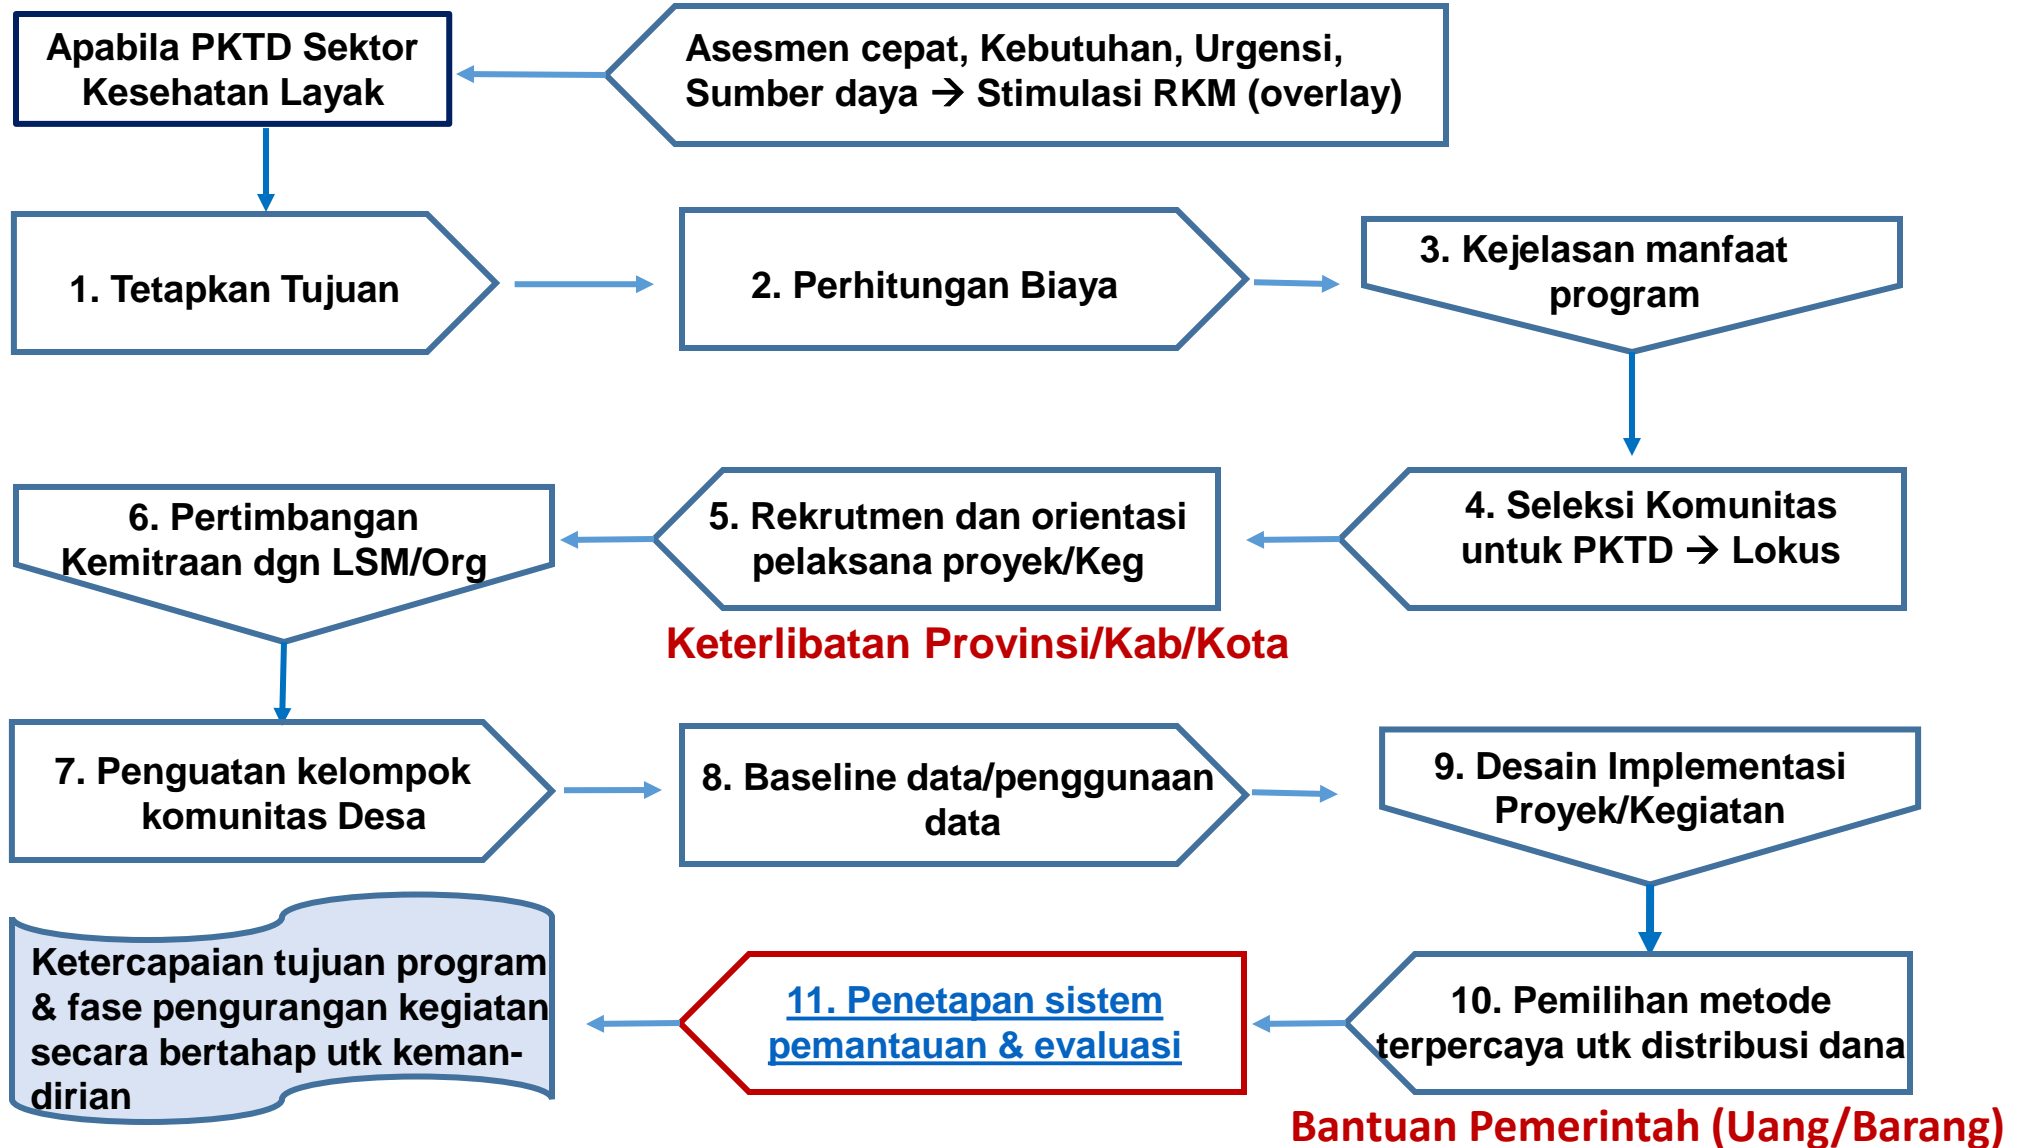 Apabila PKTD Sektor
Kesehatan Layak
Asesmen cepat, Kebutuhan, Urgensi,
Sumber daya → Stimulasi RKM (overlay)
1. Tetapkan Tujuan
2. Perhitungan Biaya
3. Kejelasan manfaat
program
4. Seleksi Komunitas
untuk PKTD → Lokus
5. Rekrutmen dan orientasi
pelaksana proyek/Keg
6. Pertimbangan
Kemitraan dgn LSM/Org
Keterlibatan Provinsi/Kab/Kota
7. Penguatan kelompok
komunitas Desa
8. Baseline data/penggunaan
data
9. Desain Implementasi
Proyek/Kegiatan
10. Pemilihan metode
terpercaya utk distribusi dana
Bantuan Pemerintah (Uang/Barang)
11. Penetapan sistem
pemantauan & evaluasi
Ketercapaian tujuan program
& fase pengurangan kegiatan
secara bertahap utk keman-
dirian